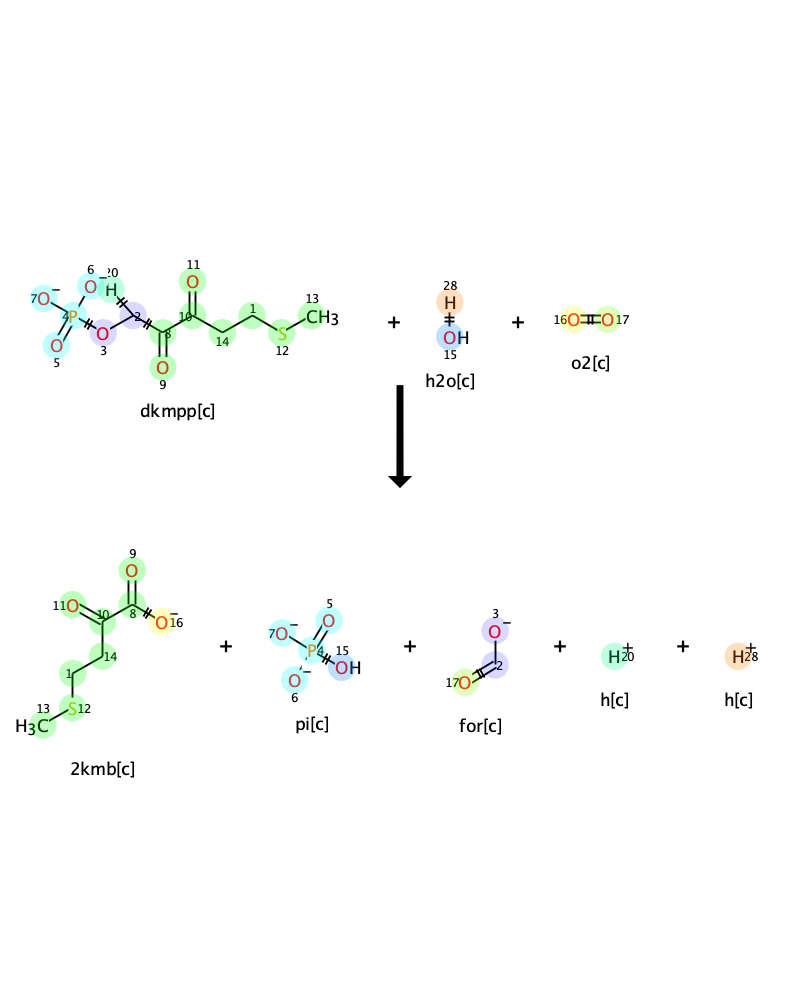 6 − 20 11
7 O − O H O
4 P 2 10 1 13 CH3
O 8 S
O 3 O 14 12
5 9
dkmpp[c]
+
28
H
OH
15
h2o[c]
+
16 O O 17
o2[c]
9
O
11 O 10 8 O − 16
1 14
13 S 12
H3C
2kmb[c]
+
5
7 O − O
P 4 15 OH
O −
6
pi[c]
+
3
O −
17 O 2
for[c]
+
H + 20
h[c]
+
H + 28
h[c]